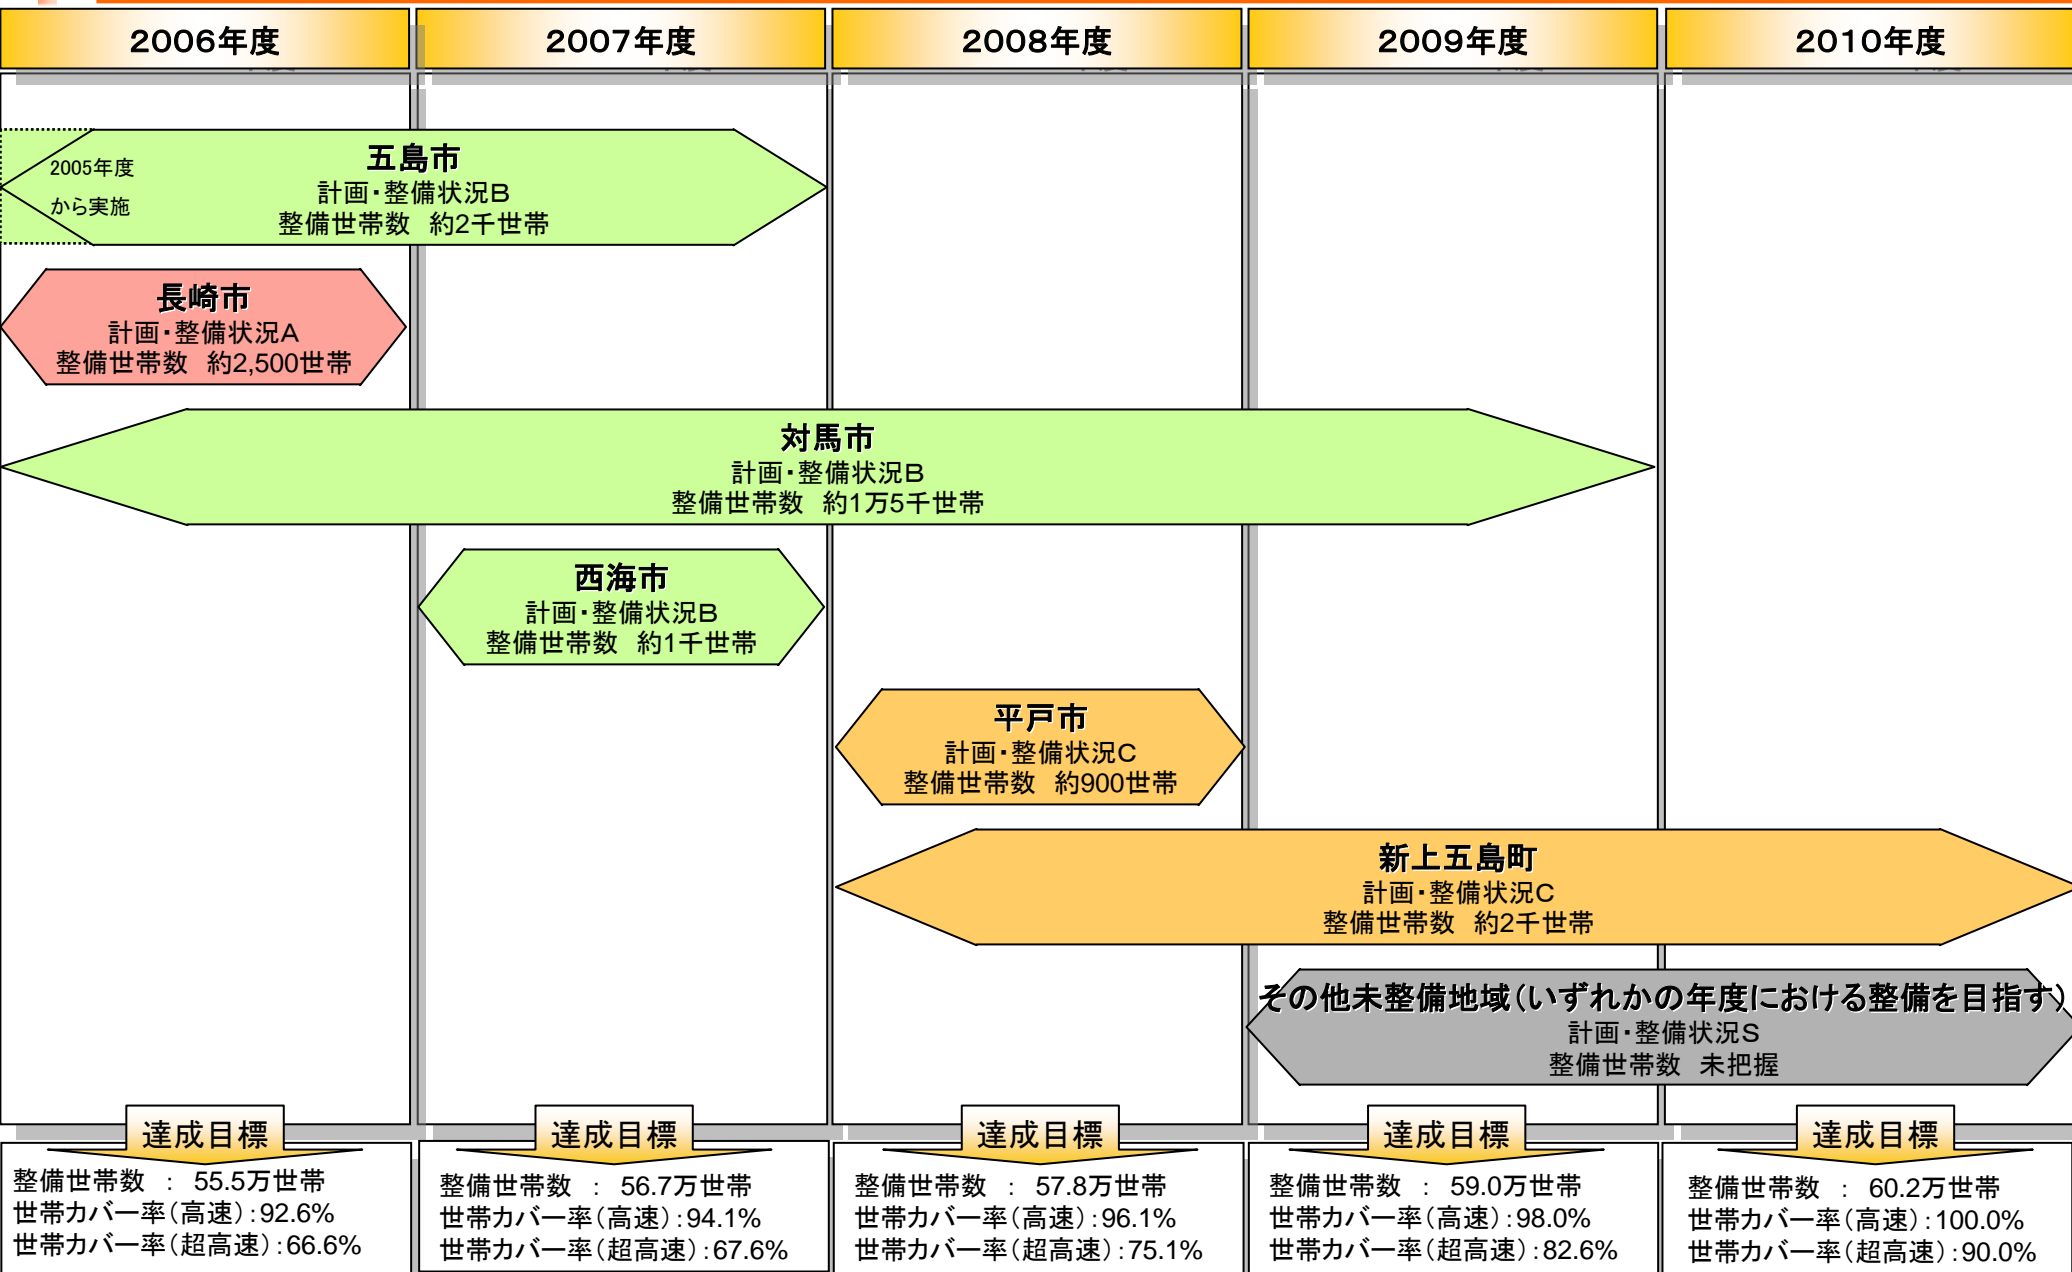 2006年度
2007年度
2008年度
2009年度
2010年度
2005年度
から実施
五島市
計画・整備状況B
整備世帯数　約2千世帯
長崎市
計画・整備状況A
整備世帯数　約2,500世帯
対馬市
計画・整備状況B
整備世帯数　約1万5千世帯
西海市
計画・整備状況B
整備世帯数　約1千世帯
平戸市
計画・整備状況C
整備世帯数　約900世帯
新上五島町
計画・整備状況C
整備世帯数　約2千世帯
その他未整備地域(いずれかの年度における整備を目指す)
計画・整備状況S
整備世帯数　未把握
達成目標
整備世帯数　:　55.5万世帯
世帯カバー率(高速):92.6%
世帯カバー率(超高速):66.6%
達成目標
整備世帯数　:　56.7万世帯
世帯カバー率(高速):94.1%
世帯カバー率(超高速):67.6%
達成目標
整備世帯数　:　57.8万世帯
世帯カバー率(高速):96.1%
世帯カバー率(超高速):75.1%
達成目標
整備世帯数　:　59.0万世帯
世帯カバー率(高速):98.0%
世帯カバー率(超高速):82.6%
達成目標
整備世帯数　:　60.2万世帯
世帯カバー率(高速):100.0%
世帯カバー率(超高速):90.0%